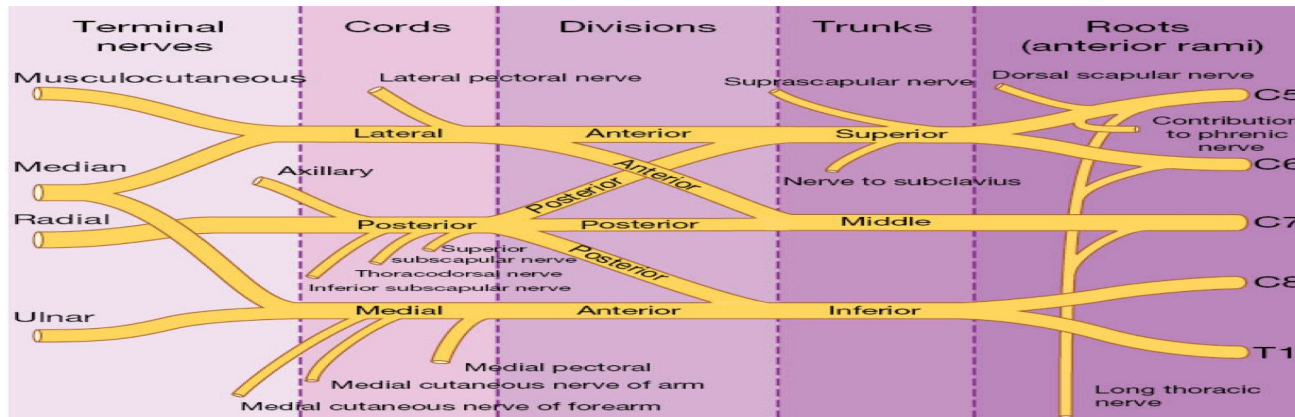 Terminal
nerves
Cords
Divisions
Trunks
Roots
(anterior rami)
Musculocutaneous
Lateral pectoral nerve
Suprascapular nerve
Dorsal scapular nerve
C5
Contribution
to phrenic
nerve
Lateral
Anterior
Superior
Median
Axillary
Anterior
Posterior
Nerve to subclavius
C6
Radial
Posterior
Posterior
Middle
C7
Superior
subscapular nerve
Thoracodorsal nerve
Inferior subscapular nerve
Posterior
C8
Ulnar
Medial
Anterior
Inferior
T1
Medial pectoral
Medial cutaneous nerve of arm
Medial cutaneous nerve of forearm
Long thoracic
nerve